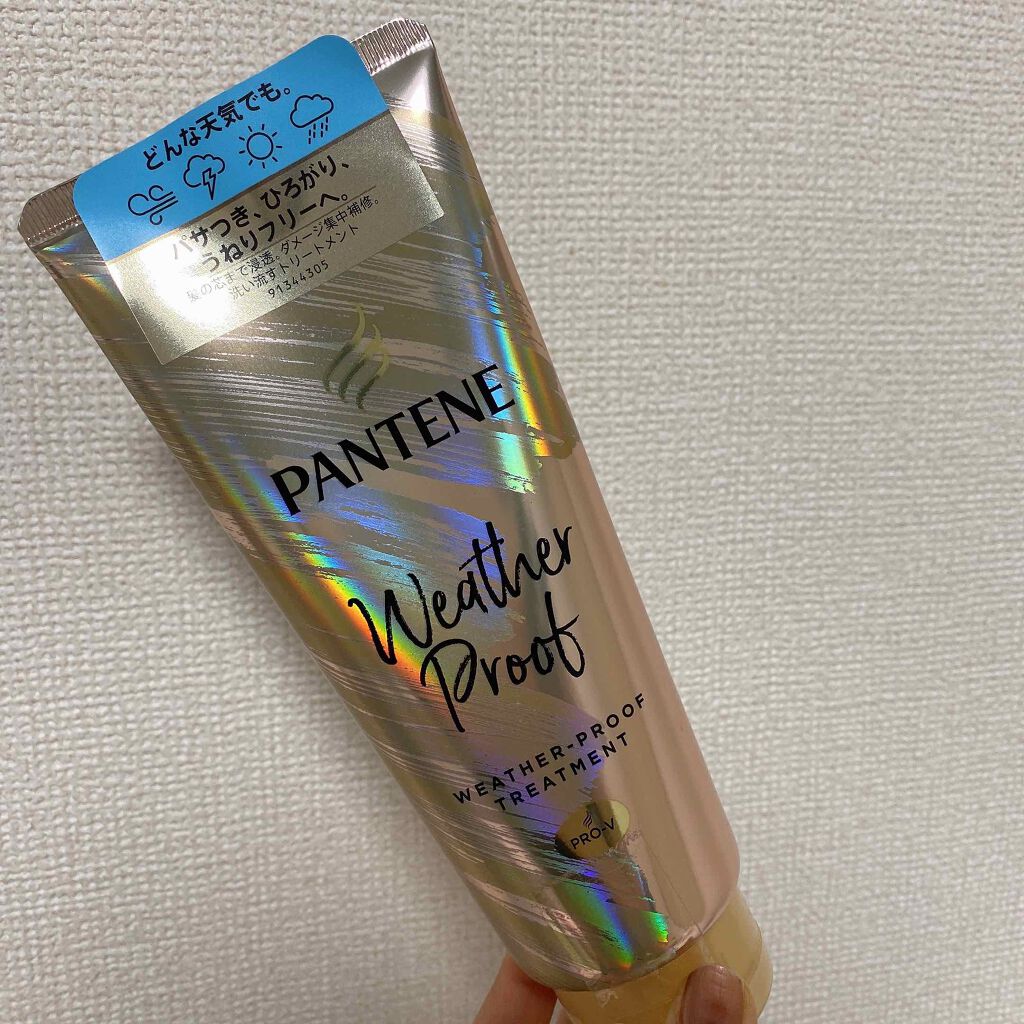 どんな天気でも。
パサつき、ひろがり、
うねりフリーへ。
髪の芯まで浸透。ダメージ集中補修。
洗い流すトリートメント
91344305
PANTENE
Weather
Proof
WEATHER-PROOF
TREATMENT
PRO-V